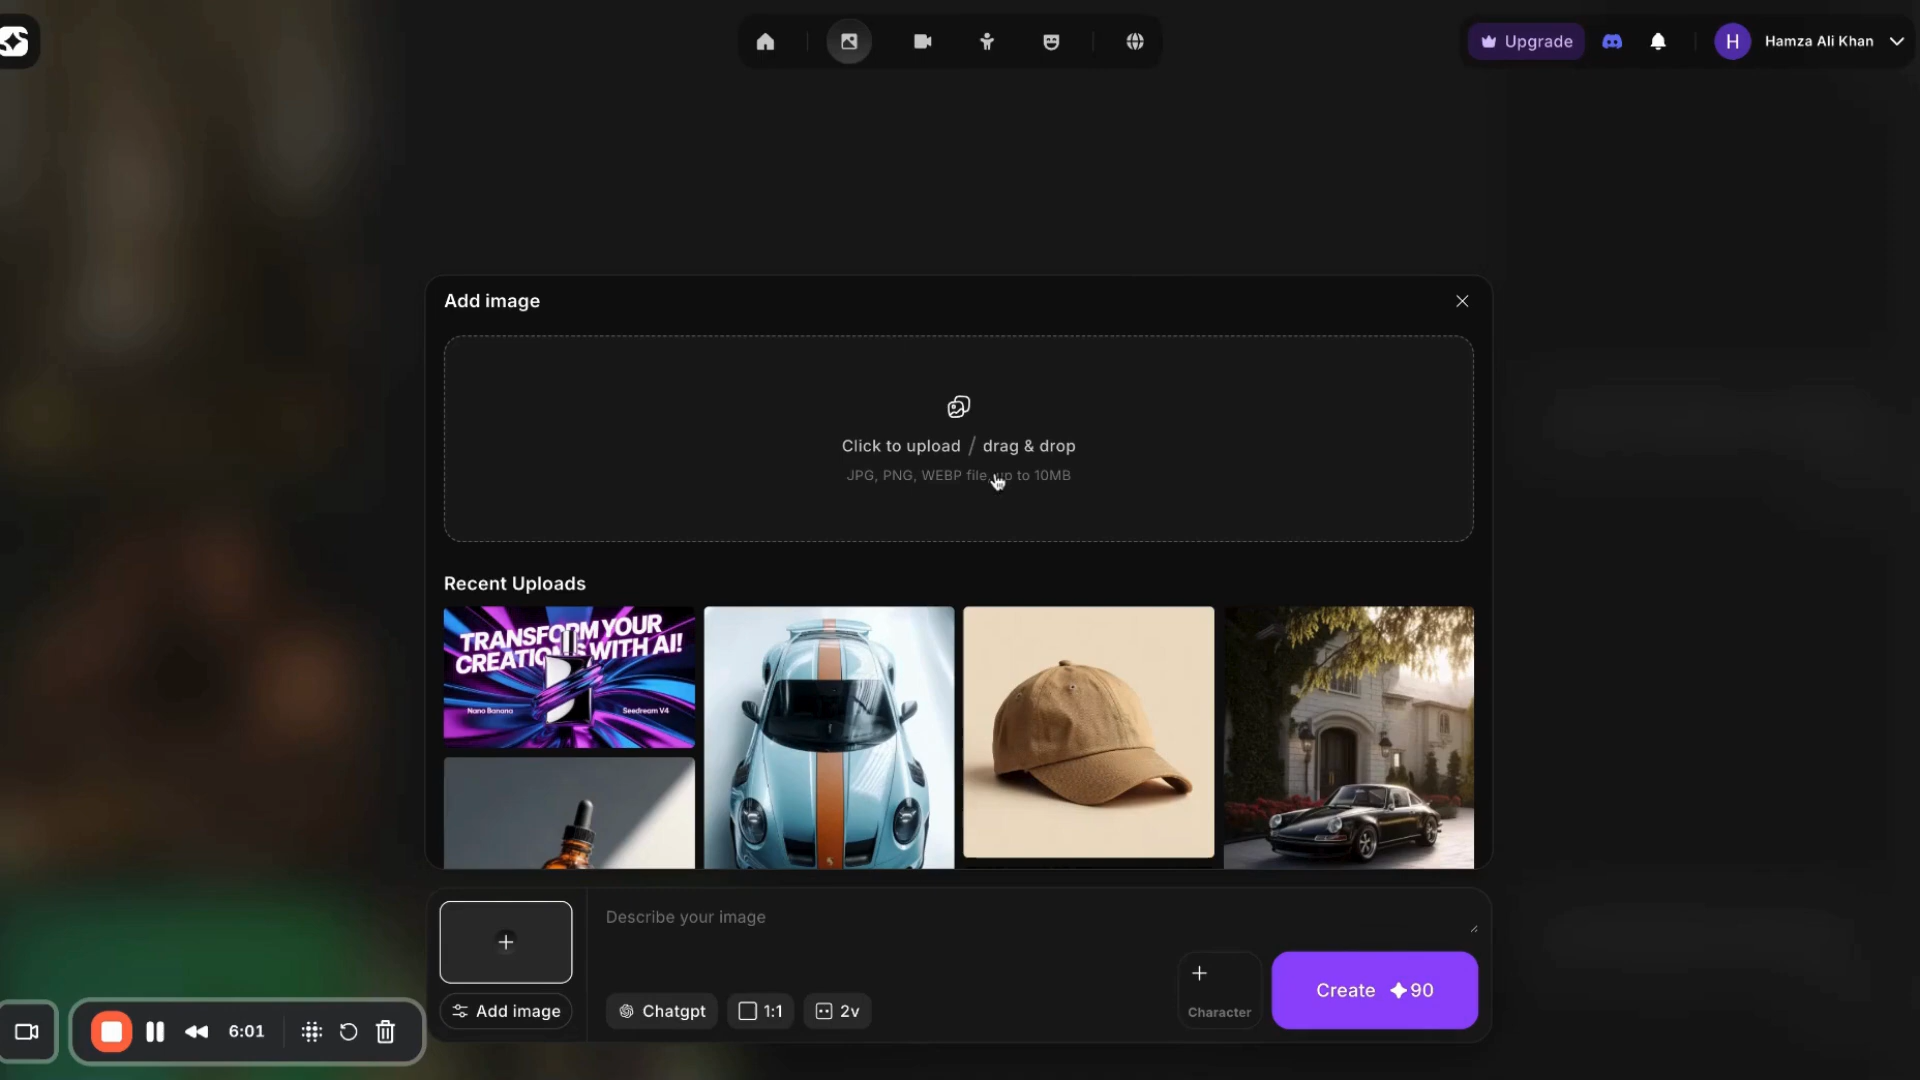 Upgrade
H
Hamza Ali Khan
Add image
Click to upload / drag & drop
JPG, PNG, WEBP file, up to 10MB
Recent Uploads
TRANSFORM YOUR
CREATIONS WITH AI!
Nano Banana
Seedream V4
Describe your image
Add image
Chatgpt
1:1
2v
Character
Create 90
6:01